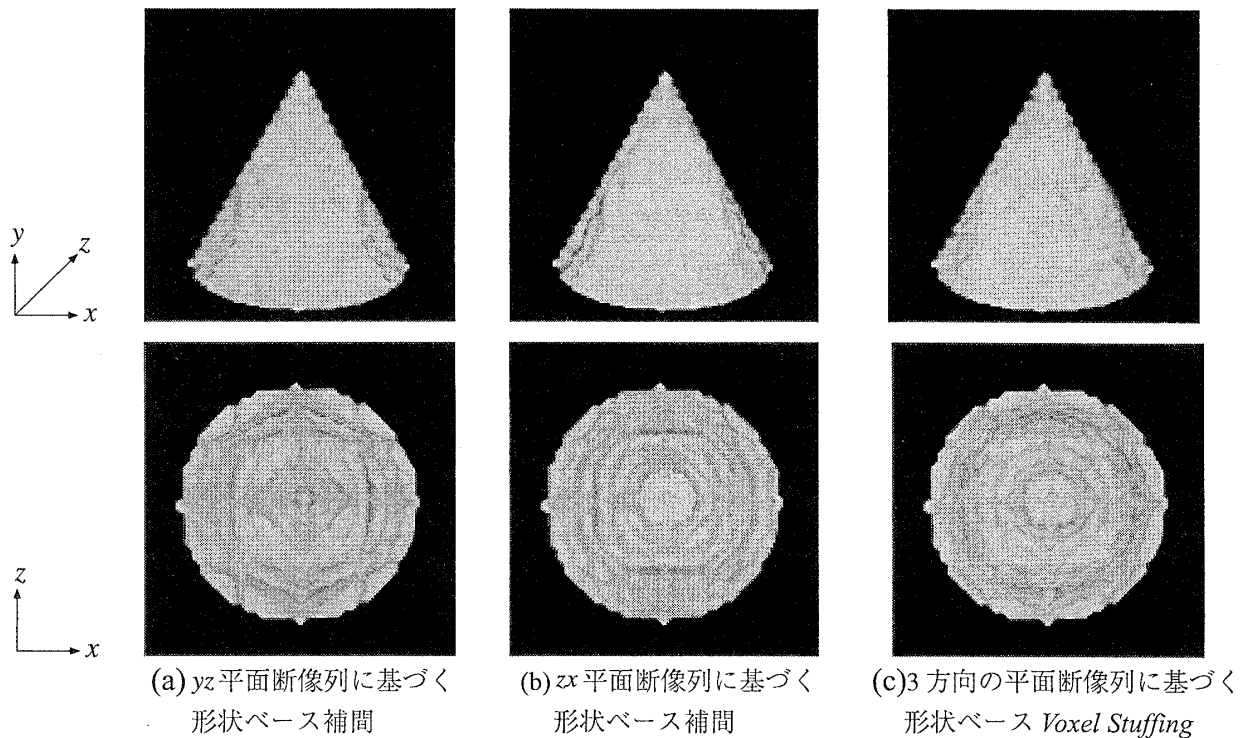 y
z
x
z
x
(a) yz 平面断像列に基づく
形状ベース補間
(b) zx 平面断像列に基づく
形状ベース補間
(c)3 方向の平面断像列に基づく
形状ベース Voxel Stuffing